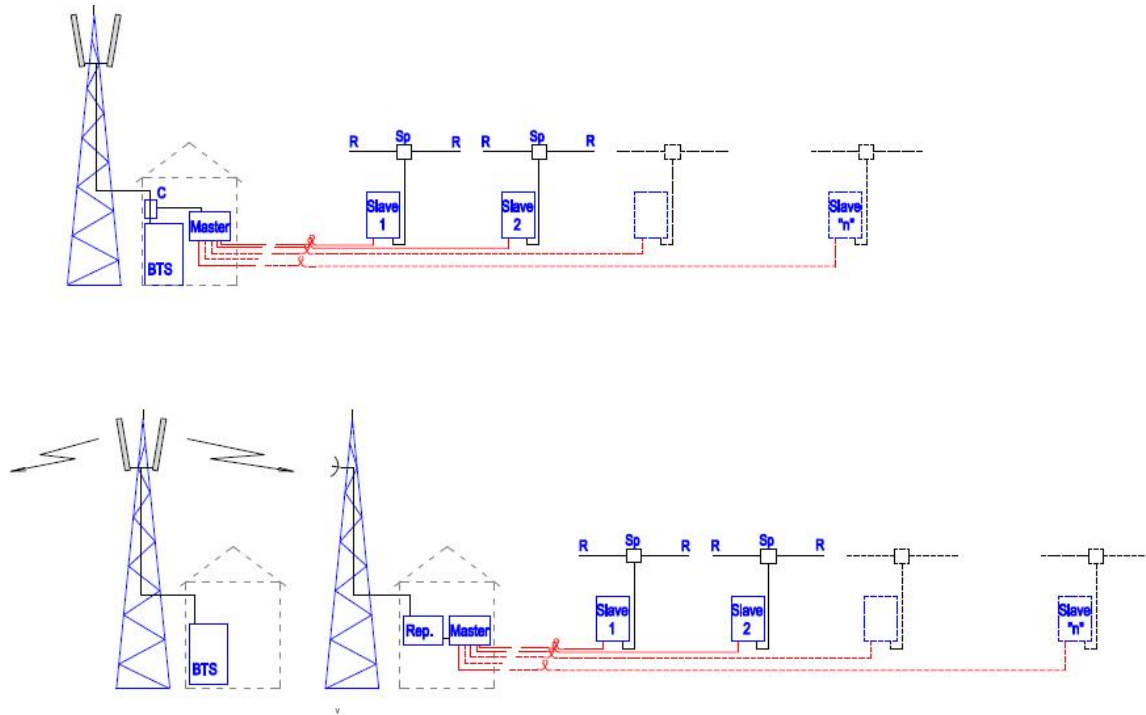 R Sp R R Sp R
C
Slave 1
Slave 2
Slave "n"
Master
BTS
R Sp R R Sp R
Slave 1
Slave 2
Slave "n"
Rep. Master
BTS
v